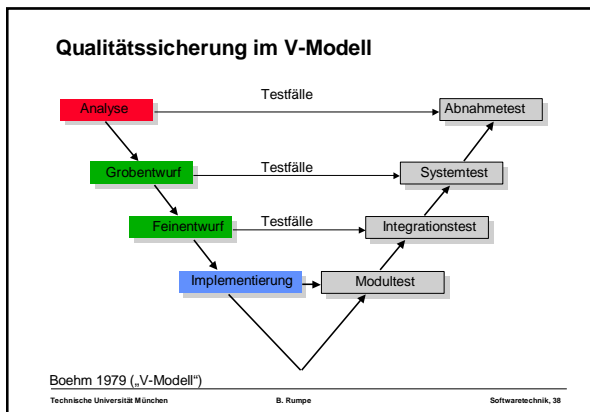 Qualitätssicherung im V-Modell
Testfälle
Analyse
Abnahmetest
Testfälle
Grobentwurf
Systemtest
Testfälle
Feinentwurf
Integrationstest
Implementierung
Modultest
Boehm 1979 („V-Modell“)
Technische Universität München B. Rumpe Softwaretechnik, 38